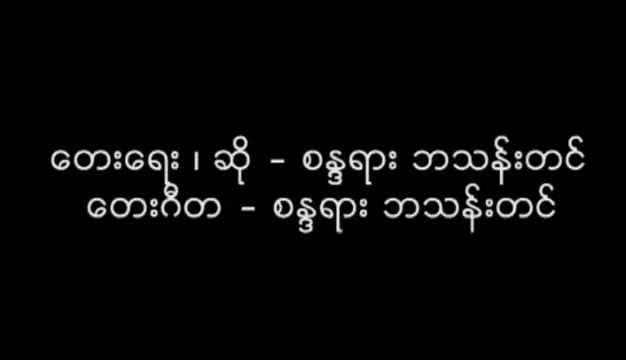 တေးရေး ၊ ဆို - စန္ဒရား ဘသန်းတင်
တေးဂီတ - စန္ဒရား ဘသန်းတင်